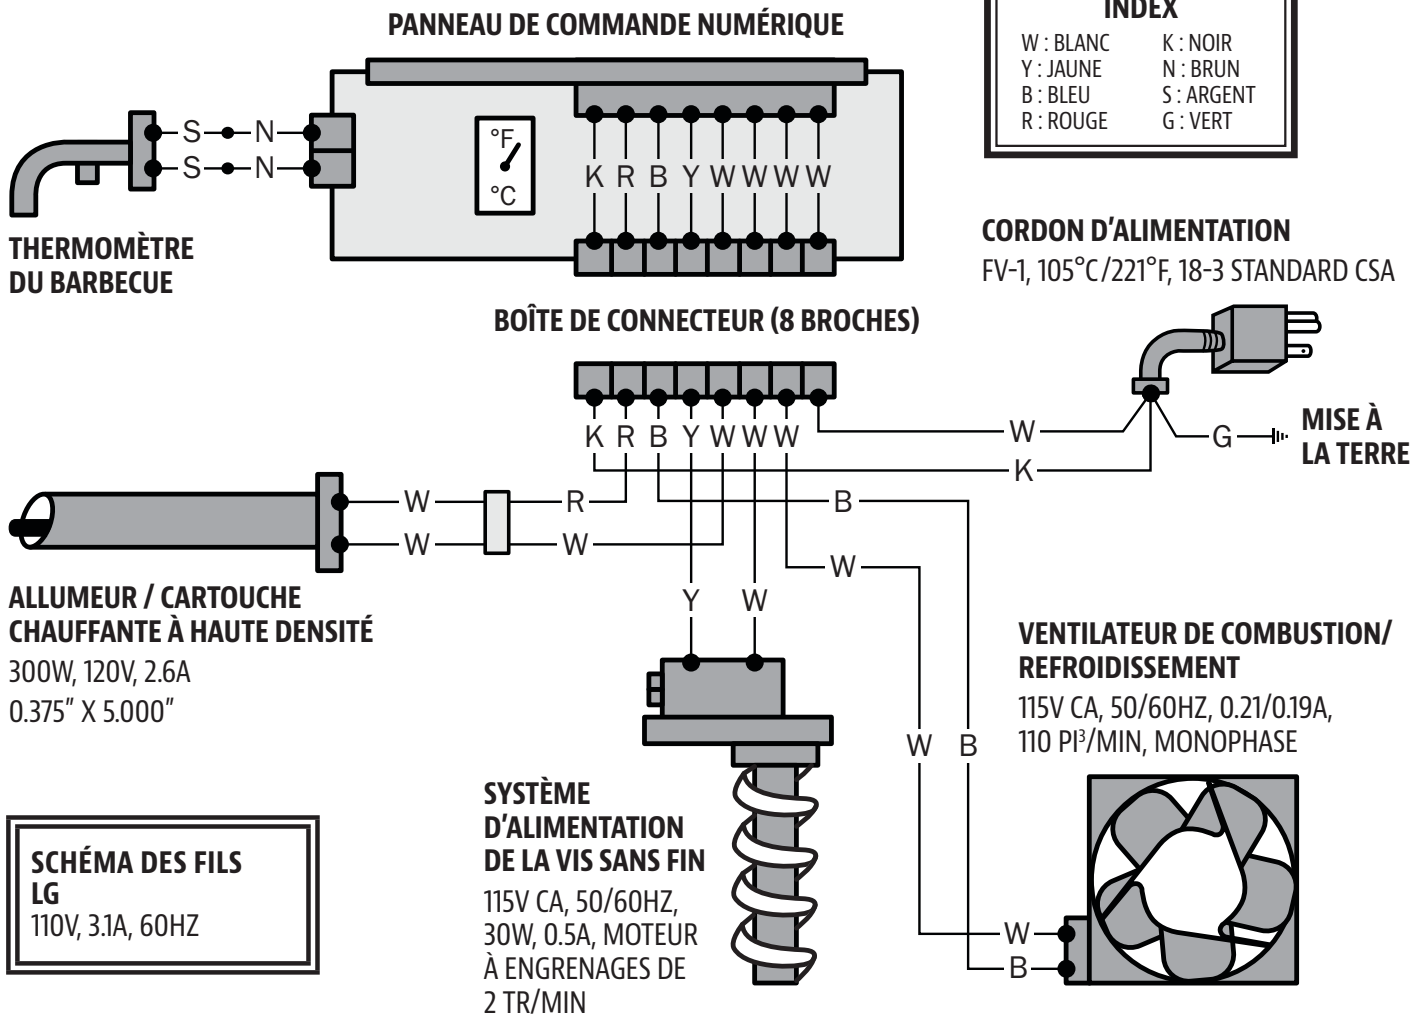 PANNEAU DE COMMANDE NUMÉRIQUE
INDEX
W : BLANC K : NOIR
Y : JAUNE N : BRUN
B : BLEU S : ARGENT
R : ROUGE G : VERT
S N
S N
°F
°C
K R B Y W W W W
THERMOMÈTRE
DU BARBECUE
CORDON D'ALIMENTATION
FV-1, 105°C/221°F, 18-3 STANDARD CSA
BOÎTE DE CONNECTEUR (8 BROCHES)
K R B Y W W W
W
K
G
MISE À
LA TERRE
W R
W W
B
W
Y W
ALLUMEUR / CARTOUCHE
CHAUFFANTE À HAUTE DENSITÉ
300W, 120V, 2.6A
0.375" X 5.000"
VENTILATEUR DE COMBUSTION/
REFROIDISSEMENT
115V CA, 50/60HZ, 0.21/0.19A,
110 PI³/MIN, MONOPHASE
W B
W
B
SYSTÈME
D'ALIMENTATION
DE LA VIS SANS FIN
115V CA, 50/60HZ,
30W, 0.5A, MOTEUR
À ENGRENAGES DE
2 TR/MIN
SCHÉMA DES FILS
LG
110V, 3.1A, 60HZ